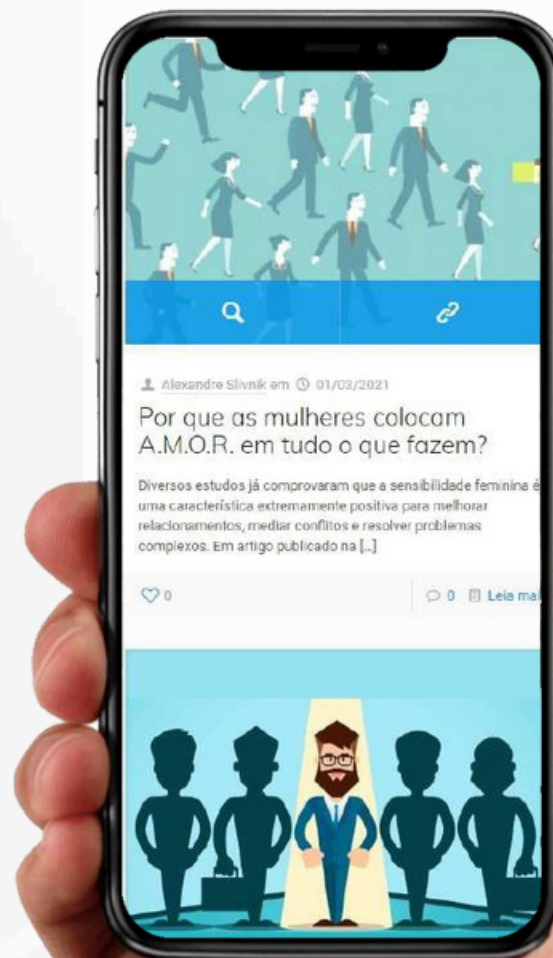 Alexandre Slivnik em 01/03/2021
Por que as mulheres colocam
A.M.O.R. em tudo o que fazem?
Diversos estudos já comprovaram que a sensibilidade feminina é
uma característica extremamente positiva para melhorar
relacionamentos, mediar conflitos e resolver problemas
complexos. Em artigo publicado na [...]
0
0 Leia mai